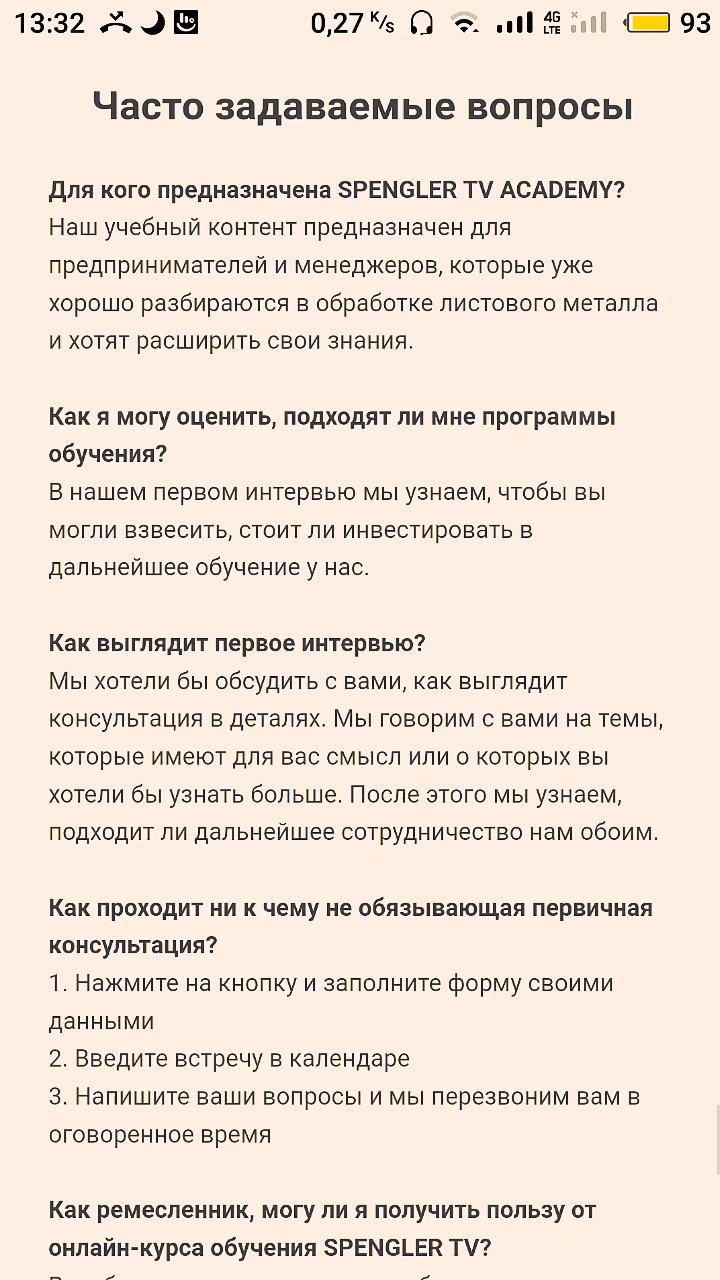 13:32 0,27 K/s 4G LTE 93
Часто задаваемые вопросы
Для кого предназначена SPENGLER TV ACADEMY?
Наш учебный контент предназначен для
предпринимателей и менеджеров, которые уже
хорошо разбираются в обработке листового металла
и хотят расширить свои знания.
Как я могу оценить, подходят ли мне программы
обучения?
В нашем первом интервью мы узнаем, чтобы вы
могли взвесить, стоит ли инвестировать в
дальнейшее обучение у нас.
Как выглядит первое интервью?
Мы хотели бы обсудить с вами, как выглядит
консультация в деталях. Мы говорим с вами на темы,
которые имеют для вас смысл или о которых вы
хотели бы узнать больше. После этого мы узнаем,
подходит ли дальнейшее сотрудничество нам обоим.
Как проходит ни к чему не обязывающая первичная
консультация?
1. Нажмите на кнопку и заполните форму своими
данными
2. Введите встречу в календаре
3. Напишите ваши вопросы и мы перезвоним вам в
оговоренное время
Как ремесленник, могу ли я получить пользу от
онлайн-курса обучения SPENGLER TV?